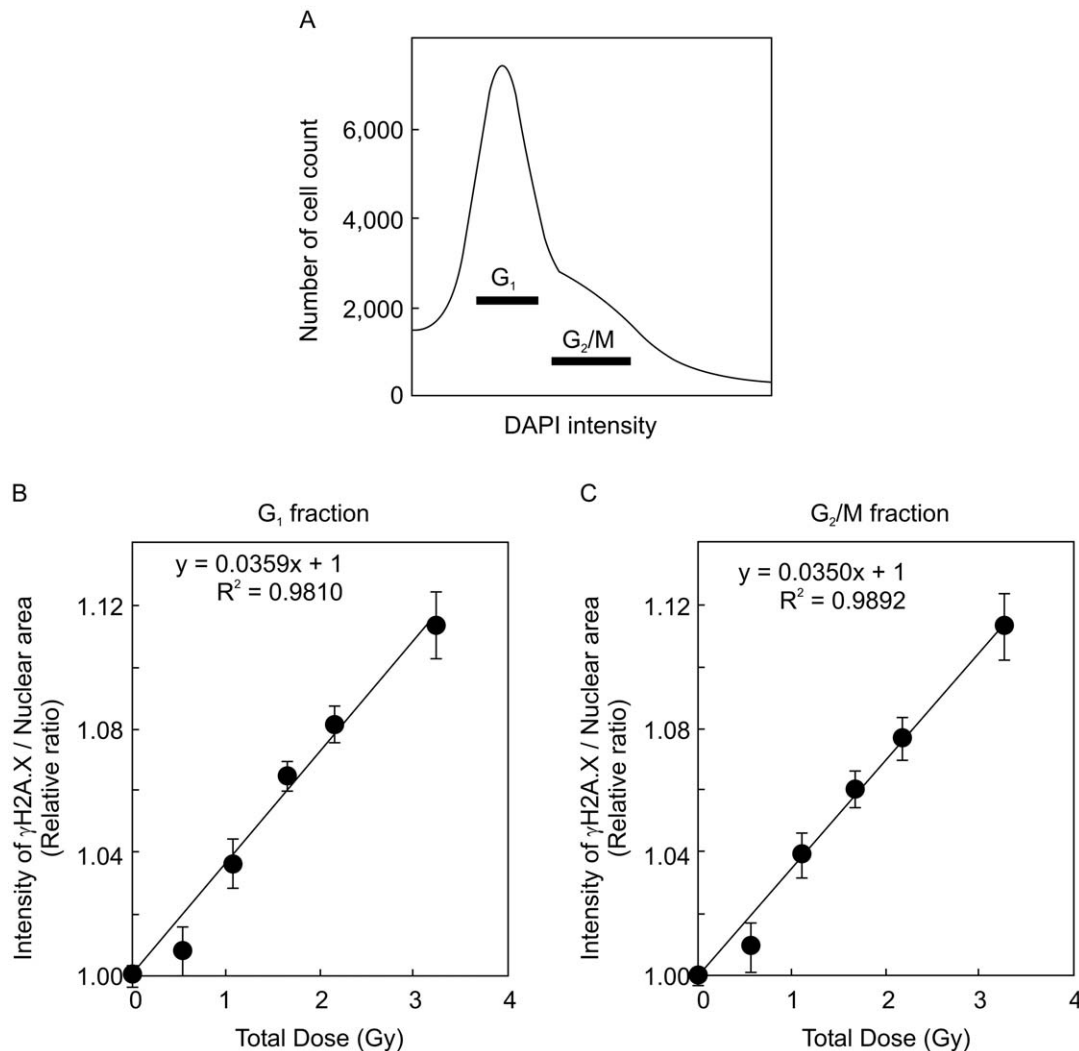 A
Number of cell count
6,000
4,000
2,000
0
G₁
G₂/M
DAPI intensity
B
G₁ fraction
y = 0.0359x + 1
R² = 0.9810
Intensity of γH2A.X / Nuclear area
(Relative ratio)
1.12
1.08
1.04
1.00
0 1 2 3 4
Total Dose (Gy)
C
G₂/M fraction
y = 0.0350x + 1
R² = 0.9892
Intensity of γH2A.X / Nuclear area
(Relative ratio)
1.12
1.08
1.04
1.00
0 1 2 3 4
Total Dose (Gy)